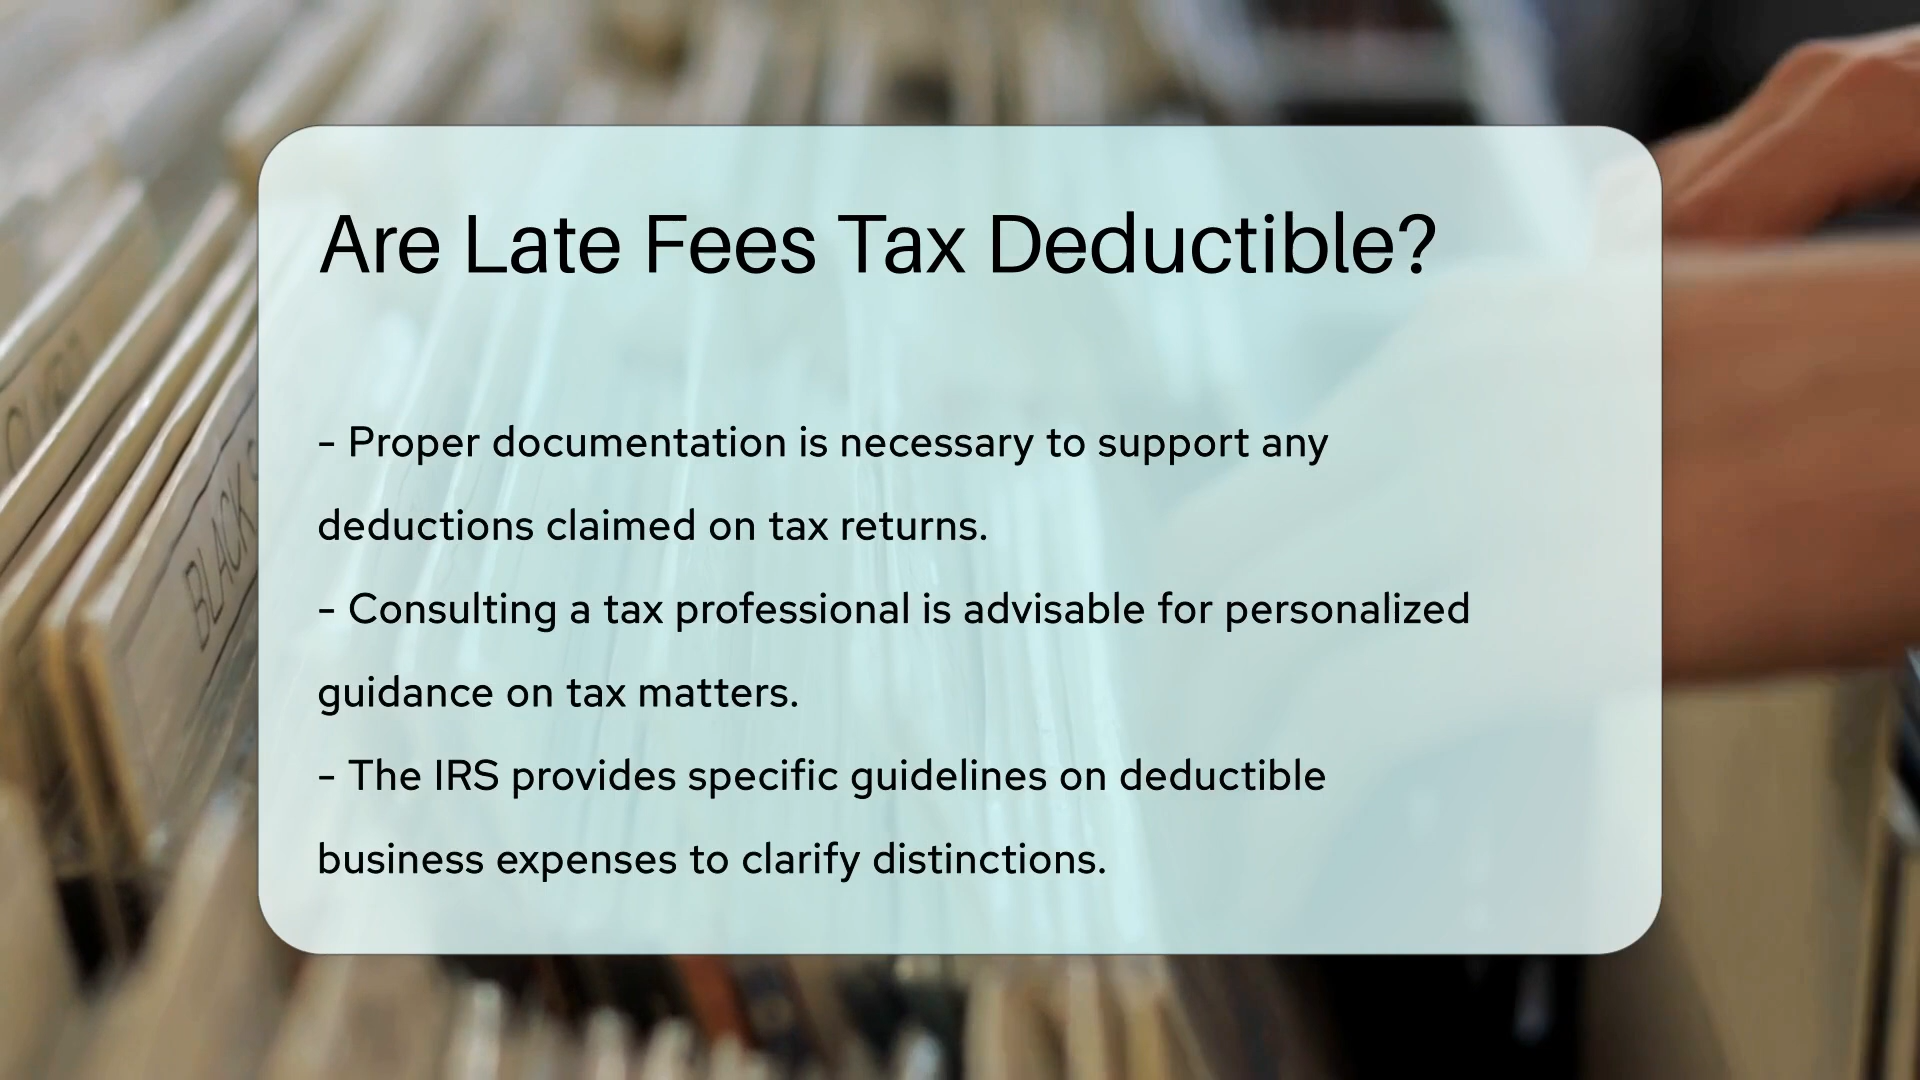 Are Late Fees Tax Deductible?
– Proper documentation is necessary to support any
deductions claimed on tax returns.
– Consulting a tax professional is advisable for personalized
guidance on tax matters.
– The IRS provides specific guidelines on deductible
business expenses to clarify distinctions.
BLACK